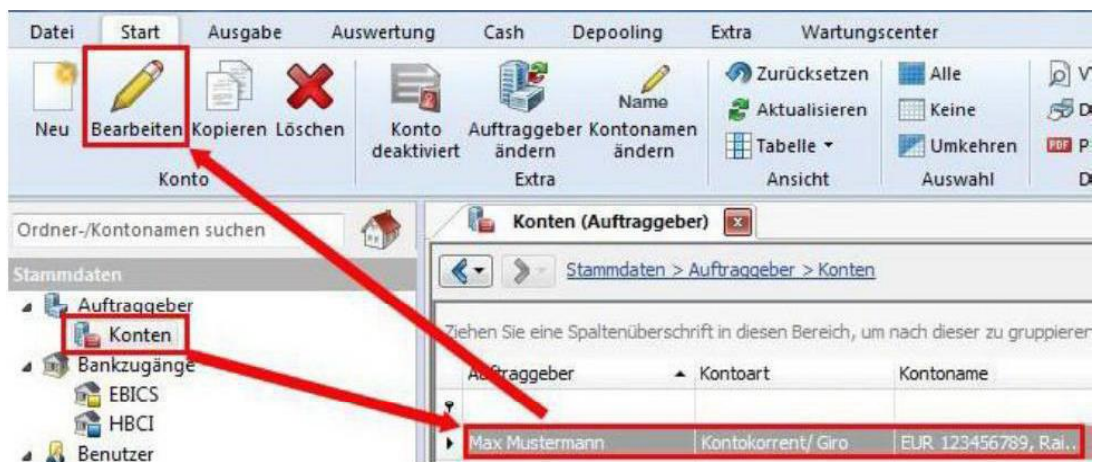 Datei Start Ausgabe Auswertung Cash Depooling Extra Wartungscenter
Neu Bearbeiten Kopieren Löschen
Konto
Konto deaktiviert
Auftraggeber ändern
Name
Kontonamen ändern
Extra
Zurücksetzen
Aktualisieren
Tabelle
Ansicht
Alle
Keine
Umkehren
Auswahl
PDF P
Ordner-/Kontonamen suchen
Stammdaten
Auftraggeber
Konten
Bankzugänge
EBICS
HBCI
Benutzer
Konten (Auftraggeber)
Stammdaten > Auftraggeber > Konten
Ziehen Sie eine Spaltenüberschrift in diesen Bereich, um nach dieser zu gruppieren
Auftraggeber Kontoart Kontoname
Max Mustermann Kontokorrent/ Giro EUR 123456789, Rai...